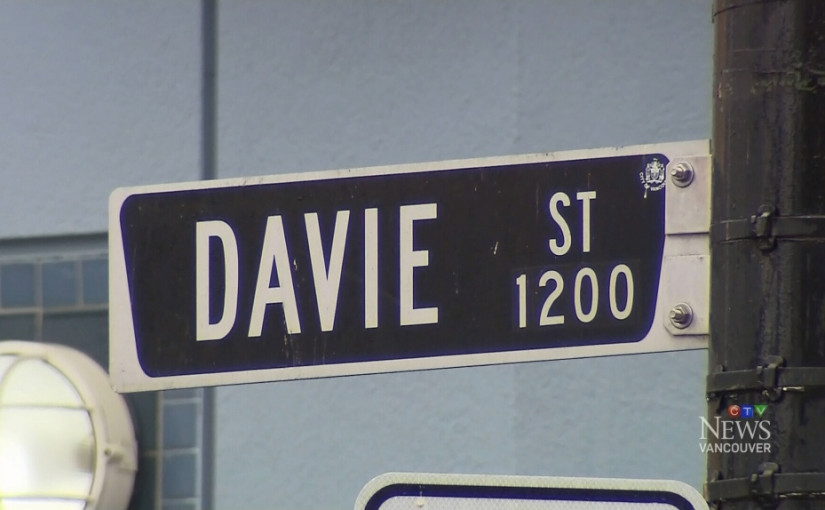 DAVIE ST
1200
CTV
NEWS
VANCOUVER